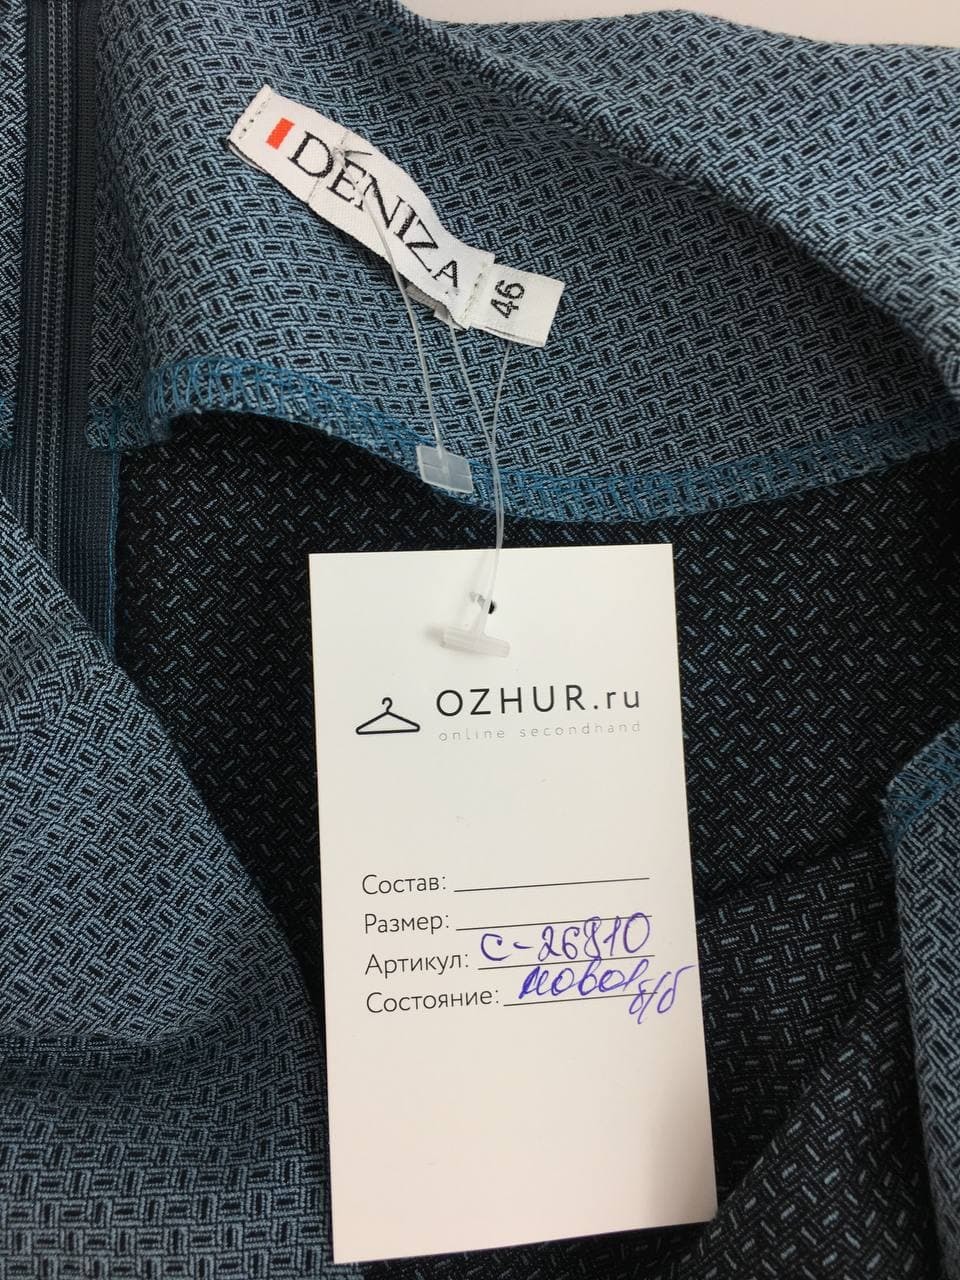 DENIZA
46
OZHUR.ru
online secondhand
Состав:
Размер:
Артикул: С-26810
Состояние: новое б/б